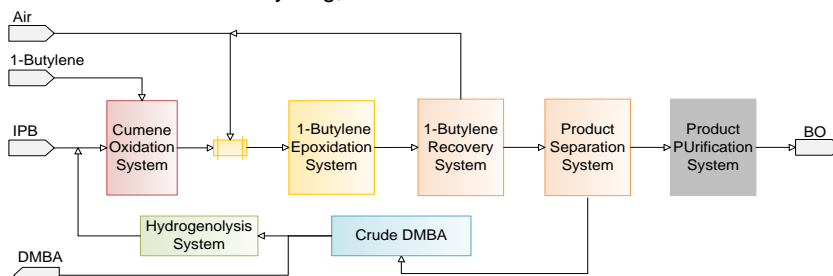 Air
1-Butylene
IPB
Cumene
Oxidation
System
1-Butylene
Epoxidation
System
1-Butylene
Recovery
System
Product
Separation
System
Product
PUrification
System
BO
Hydrogenolysis
System
Crude DMBA
DMBA